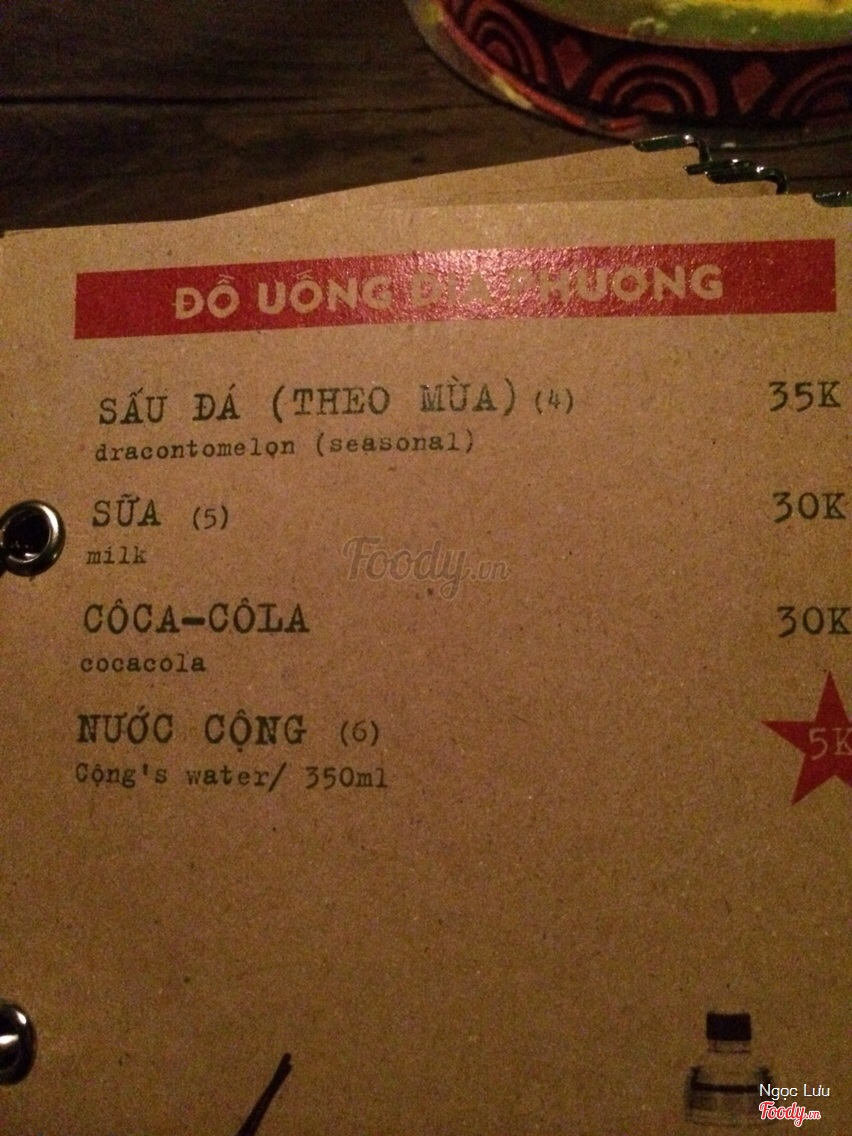 ĐỒ UỐNG ĐỊA PHƯƠNG
SẤU ĐÁ (THEO MÙA) (4) 35K
dracontomelon (seasonal)
SỮA (5) 30K
milk
Foody.vn
CÔCA-CÔLA 30K
cocacola
NƯỚC CỘNG (6) 5K
Cộng's water/ 350ml
Ngọc Lưu
Foody.vn